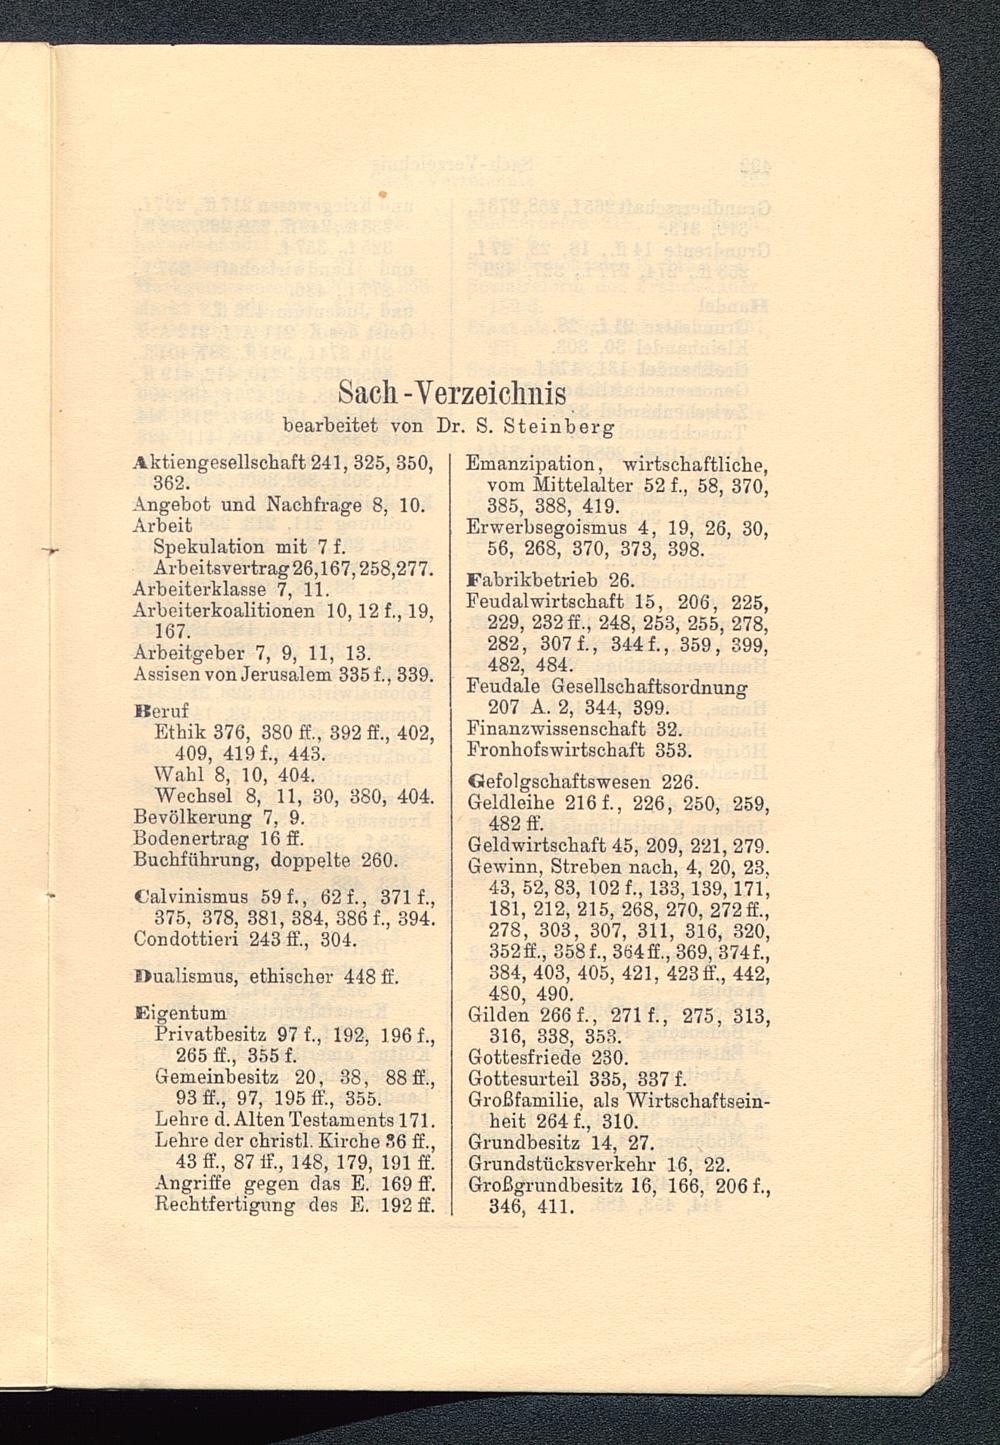 Sach-Verzeichnis
bearbeitet von Dr. S. Steinberg
Aktiengesellschaft 241, 325, 350,
362.
Angebot und Nachfrage 8, 10.
Arbeit
Spekulation mit 7 f.
Arbeitsvertrag 26, 167, 258, 277.
Arbeiterklasse 7, 11.
Arbeiterkoalitionen 10, 12 f., 19,
167.
Arbeitgeber 7, 9, 11, 13.
Assisen von Jerusalem 335 f., 339.
Beruf
Ethik 376, 380 ff., 392 ff., 402,
409, 419 f., 443.
Wahl 8, 10, 404.
Wechsel 8, 11, 30, 380, 404.
Bevölkerung 7, 9.
Bodenertrag 16 ff.
Buchführung, doppelte 260.
Calvinismus 59 f., 62 f., 371 f.,
375, 378, 381, 384, 386 f., 394.
Condottieri 243 ff., 304.
Dualismus, ethischer 448 ff.
Eigentum
Privatbesitz 97 f., 192, 196 f.,
265 ff., 355 f.
Gemeinbesitz 20, 38, 88 ff.,
93 ff., 97, 195 ff., 355.
Lehre d. Alten Testaments 171.
Lehre der christl. Kirche 36 ff.,
43 ff., 87 ff., 148, 179, 191 ff.
Angriffe gegen das E. 169 ff.
Rechtfertigung des E. 192 ff.
Emanzipation, wirtschaftliche,
vom Mittelalter 52 f., 58, 370,
385, 388, 419.
Erwerbsegoismus 4, 19, 26, 30,
56, 268, 370, 373, 398.
Fabrikbetrieb 26.
Feudalwirtschaft 15, 206, 225,
229, 232 ff., 248, 253, 255, 278,
282, 307 f., 344 f., 359, 399,
482, 484.
Feudale Gesellschaftsordnung
207 A. 2, 344, 399.
Finanzwissenschaft 32.
Fronhofswirtschaft 353.
Gefolgschaftswesen 226.
Geldleihe 216 f., 226, 250, 259,
482 ff.
Geldwirtschaft 45, 209, 221, 279.
Gewinn, Streben nach, 4, 20, 23,
43, 52, 83, 102 f., 133, 139, 171,
181, 212, 215, 268, 270, 272 ff.,
278, 303, 307, 311, 316, 320,
352 ff., 358 f., 364 ff., 369, 374 f.,
384, 403, 405, 421, 423 ff., 442,
480, 490.
Gilden 266 f., 271 f., 275, 313,
316, 338, 353.
Gottesfriede 230.
Gottesurteil 335, 337 f.
Großfamilie, als Wirtschaftsein-
heit 264 f., 310.
Grundbesitz 14, 27.
Grundstücksverkehr 16, 22.
Großgrundbesitz 16, 166, 206 f.,
346, 411.